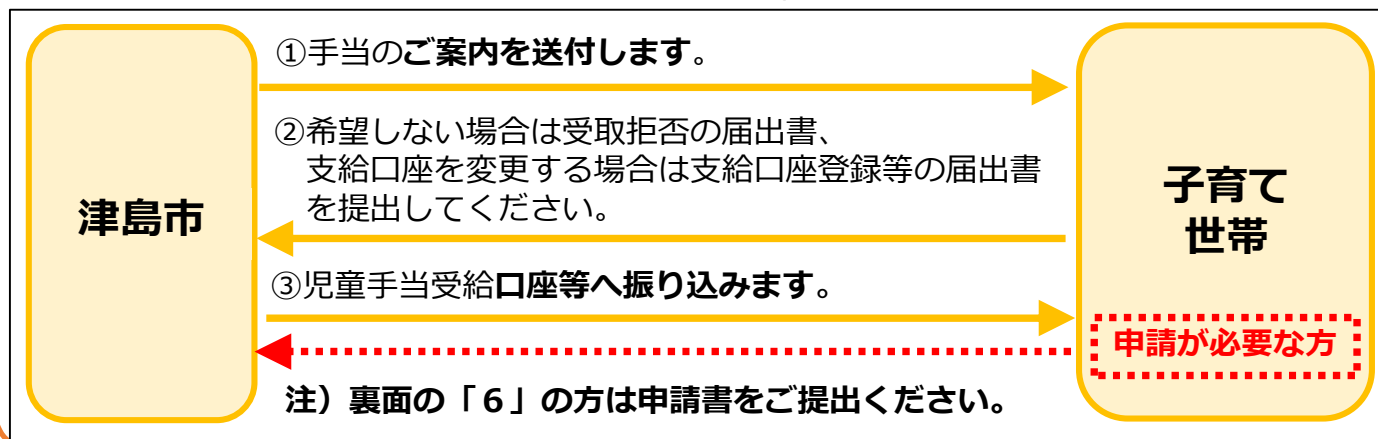 ①手当のご案内を送付します。
②希望しない場合は受取拒否の届出書、
支給口座を変更する場合は支給口座登録等の届出書
を提出してください。
津島市
子育て
世帯
③児童手当受給口座等へ振り込みます。
申請が必要な方
注）裏面の「６」の方は申請書をご提出ください。